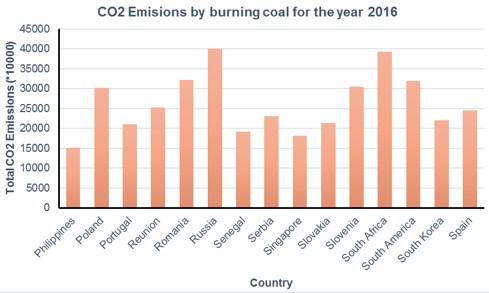 CO2 Emisions by burning coal for the year 2016
Total CO2 Emissions (*10000)
45000
40000
35000
30000
25000
20000
15000
10000
5000
0
Philippines
Poland
Portugal
Reunion
Romania
Russia
Senegal
Serbia
Singapore
Slovakia
Slovenia
South Africa
South America
South Korea
Spain
Country